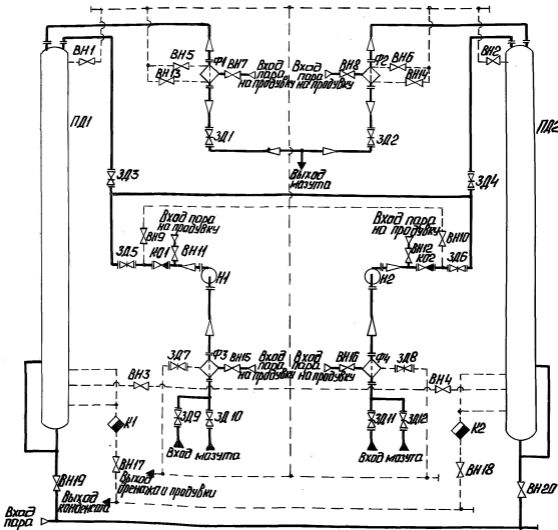 ВН1
ВН5
Ф1
ВН7
Вход пара на продувку
Вход пара на продувку
ВН8
Ф2
ВН6
ВН2
ВН13
ВН14
ПД1
ПД2
ЗД1
ЗД2
Выход мазута
ЗД3
ЗД4
Вход пара на продувку
Вход пара на продувку
ВН9
ВН10
ЗД5
КО1
ВН11
Н1
Н2
ВН12
КО2
ЗД6
ЗД7
Ф3
ВН15
Вход пара на продувку
Вход пара на продувку
ВН16
Ф4
ЗД8
ВН3
ВН4
К1
К2
ЗД9
ЗД10
ЗД11
ЗД12
Вход мазута
Вход мазута
ВН17
ВН18
ВН19
ВН20
Выход дренажа и продувки
Выход конденсата
Вход пара